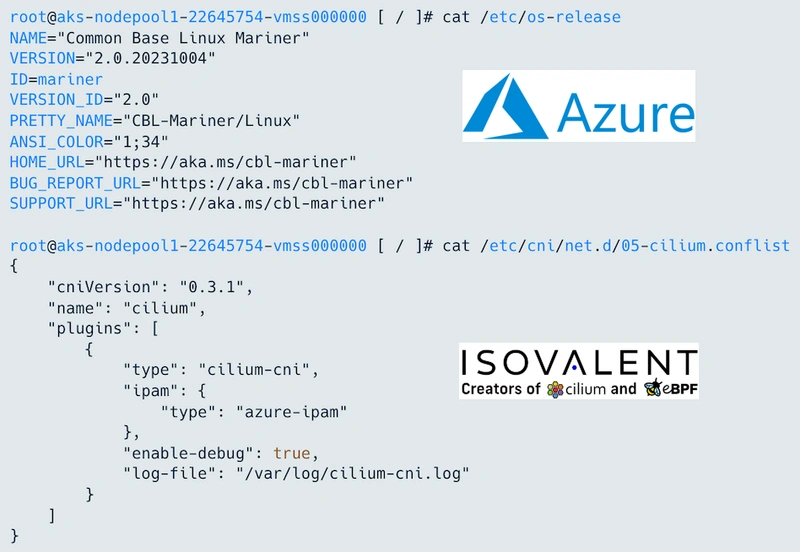 root@aks-nodepool1-22645754-vmss000000 [ / ]# cat /etc/os-release
NAME="Common Base Linux Mariner"
VERSION="2.0.20231004"
ID=mariner
VERSION_ID="2.0"
PRETTY_NAME="CBL-Mariner/Linux"
ANSI_COLOR="1;34"
HOME_URL="https://aka.ms/cbl-mariner"
BUG_REPORT_URL="https://aka.ms/cbl-mariner"
SUPPORT_URL="https://aka.ms/cbl-mariner"
Azure
root@aks-nodepool1-22645754-vmss000000 [ / ]# cat /etc/cni/net.d/05-cilium.conflist
{
    "cniVersion": "0.3.1",
    "name": "cilium",
    "plugins": [
        {
            "type": "cilium-cni",
            "ipam": {
                "type": "azure-ipam"
            },
            "enable-debug": true,
            "log-file": "/var/log/cilium-cni.log"
        }
    ]
}
ISOVALENT
Creators of cilium and eBPF